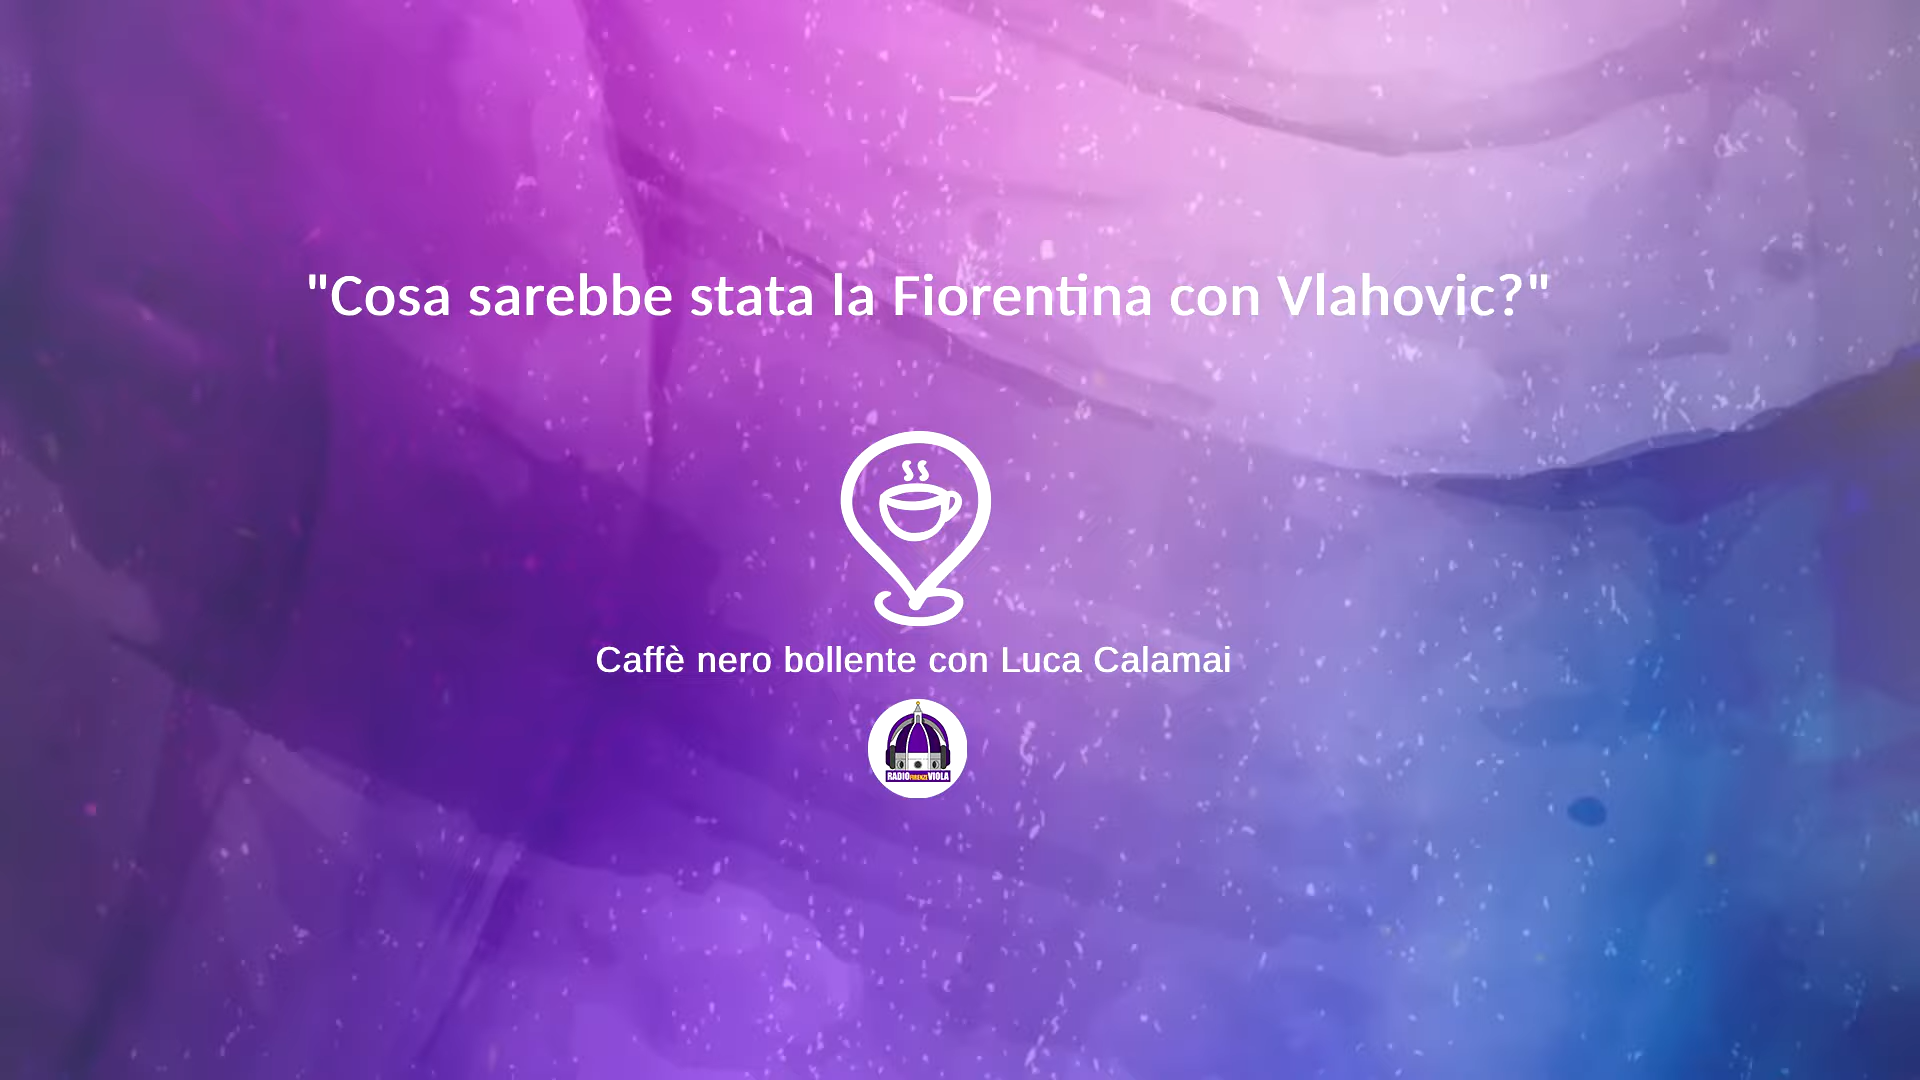 "Cosa sarebbe stata la Fiorentina con Vlahovic?"
Caffè nero bollente con Luca Calamai
RADIO FIRENZE VIOLA